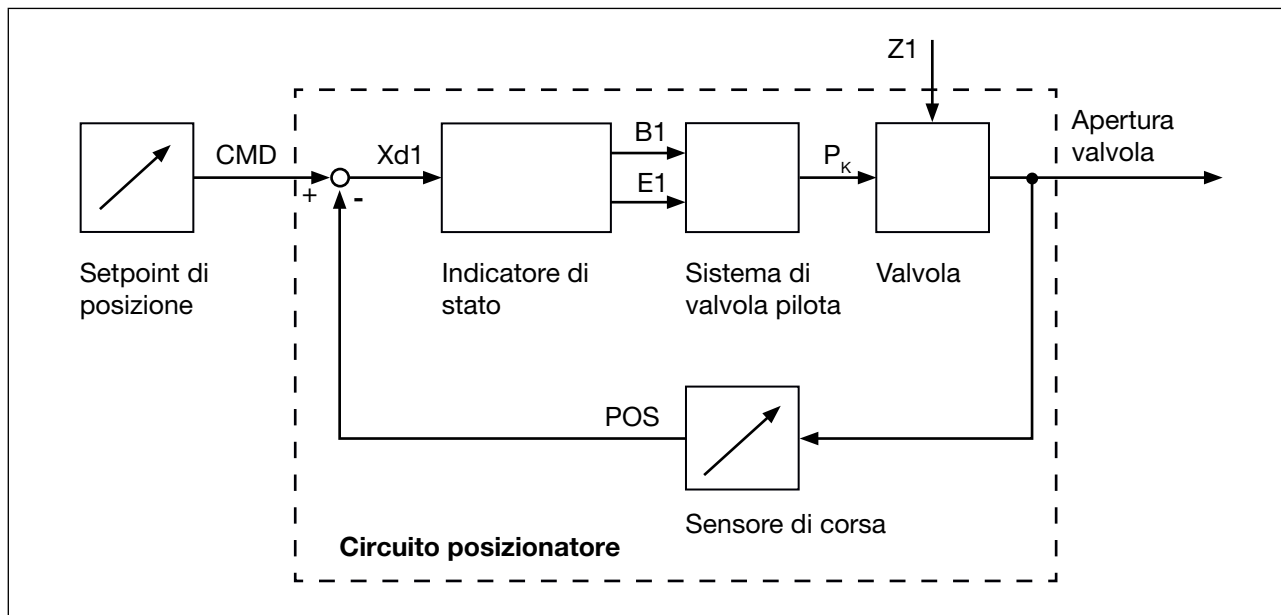 Z1
Apertura
valvola
CMD
+
-
Xd1
B1
E1
P_K
Setpoint di
posizione
Indicatore di
stato
Sistema di
valvola pilota
Valvola
POS
Sensore di corsa
Circuito posizionatore